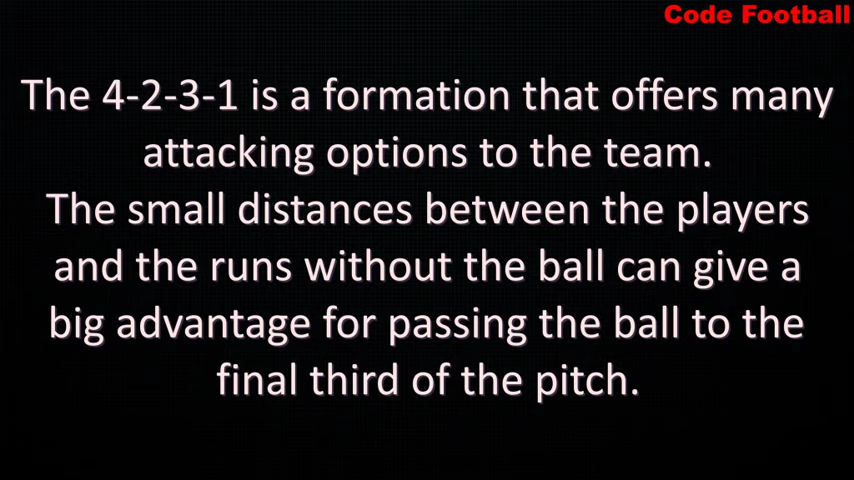 Code Football
The 4-2-3-1 is a formation that offers many
attacking options to the team.
The small distances between the players
and the runs without the ball can give a
big advantage for passing the ball to the
final third of the pitch.